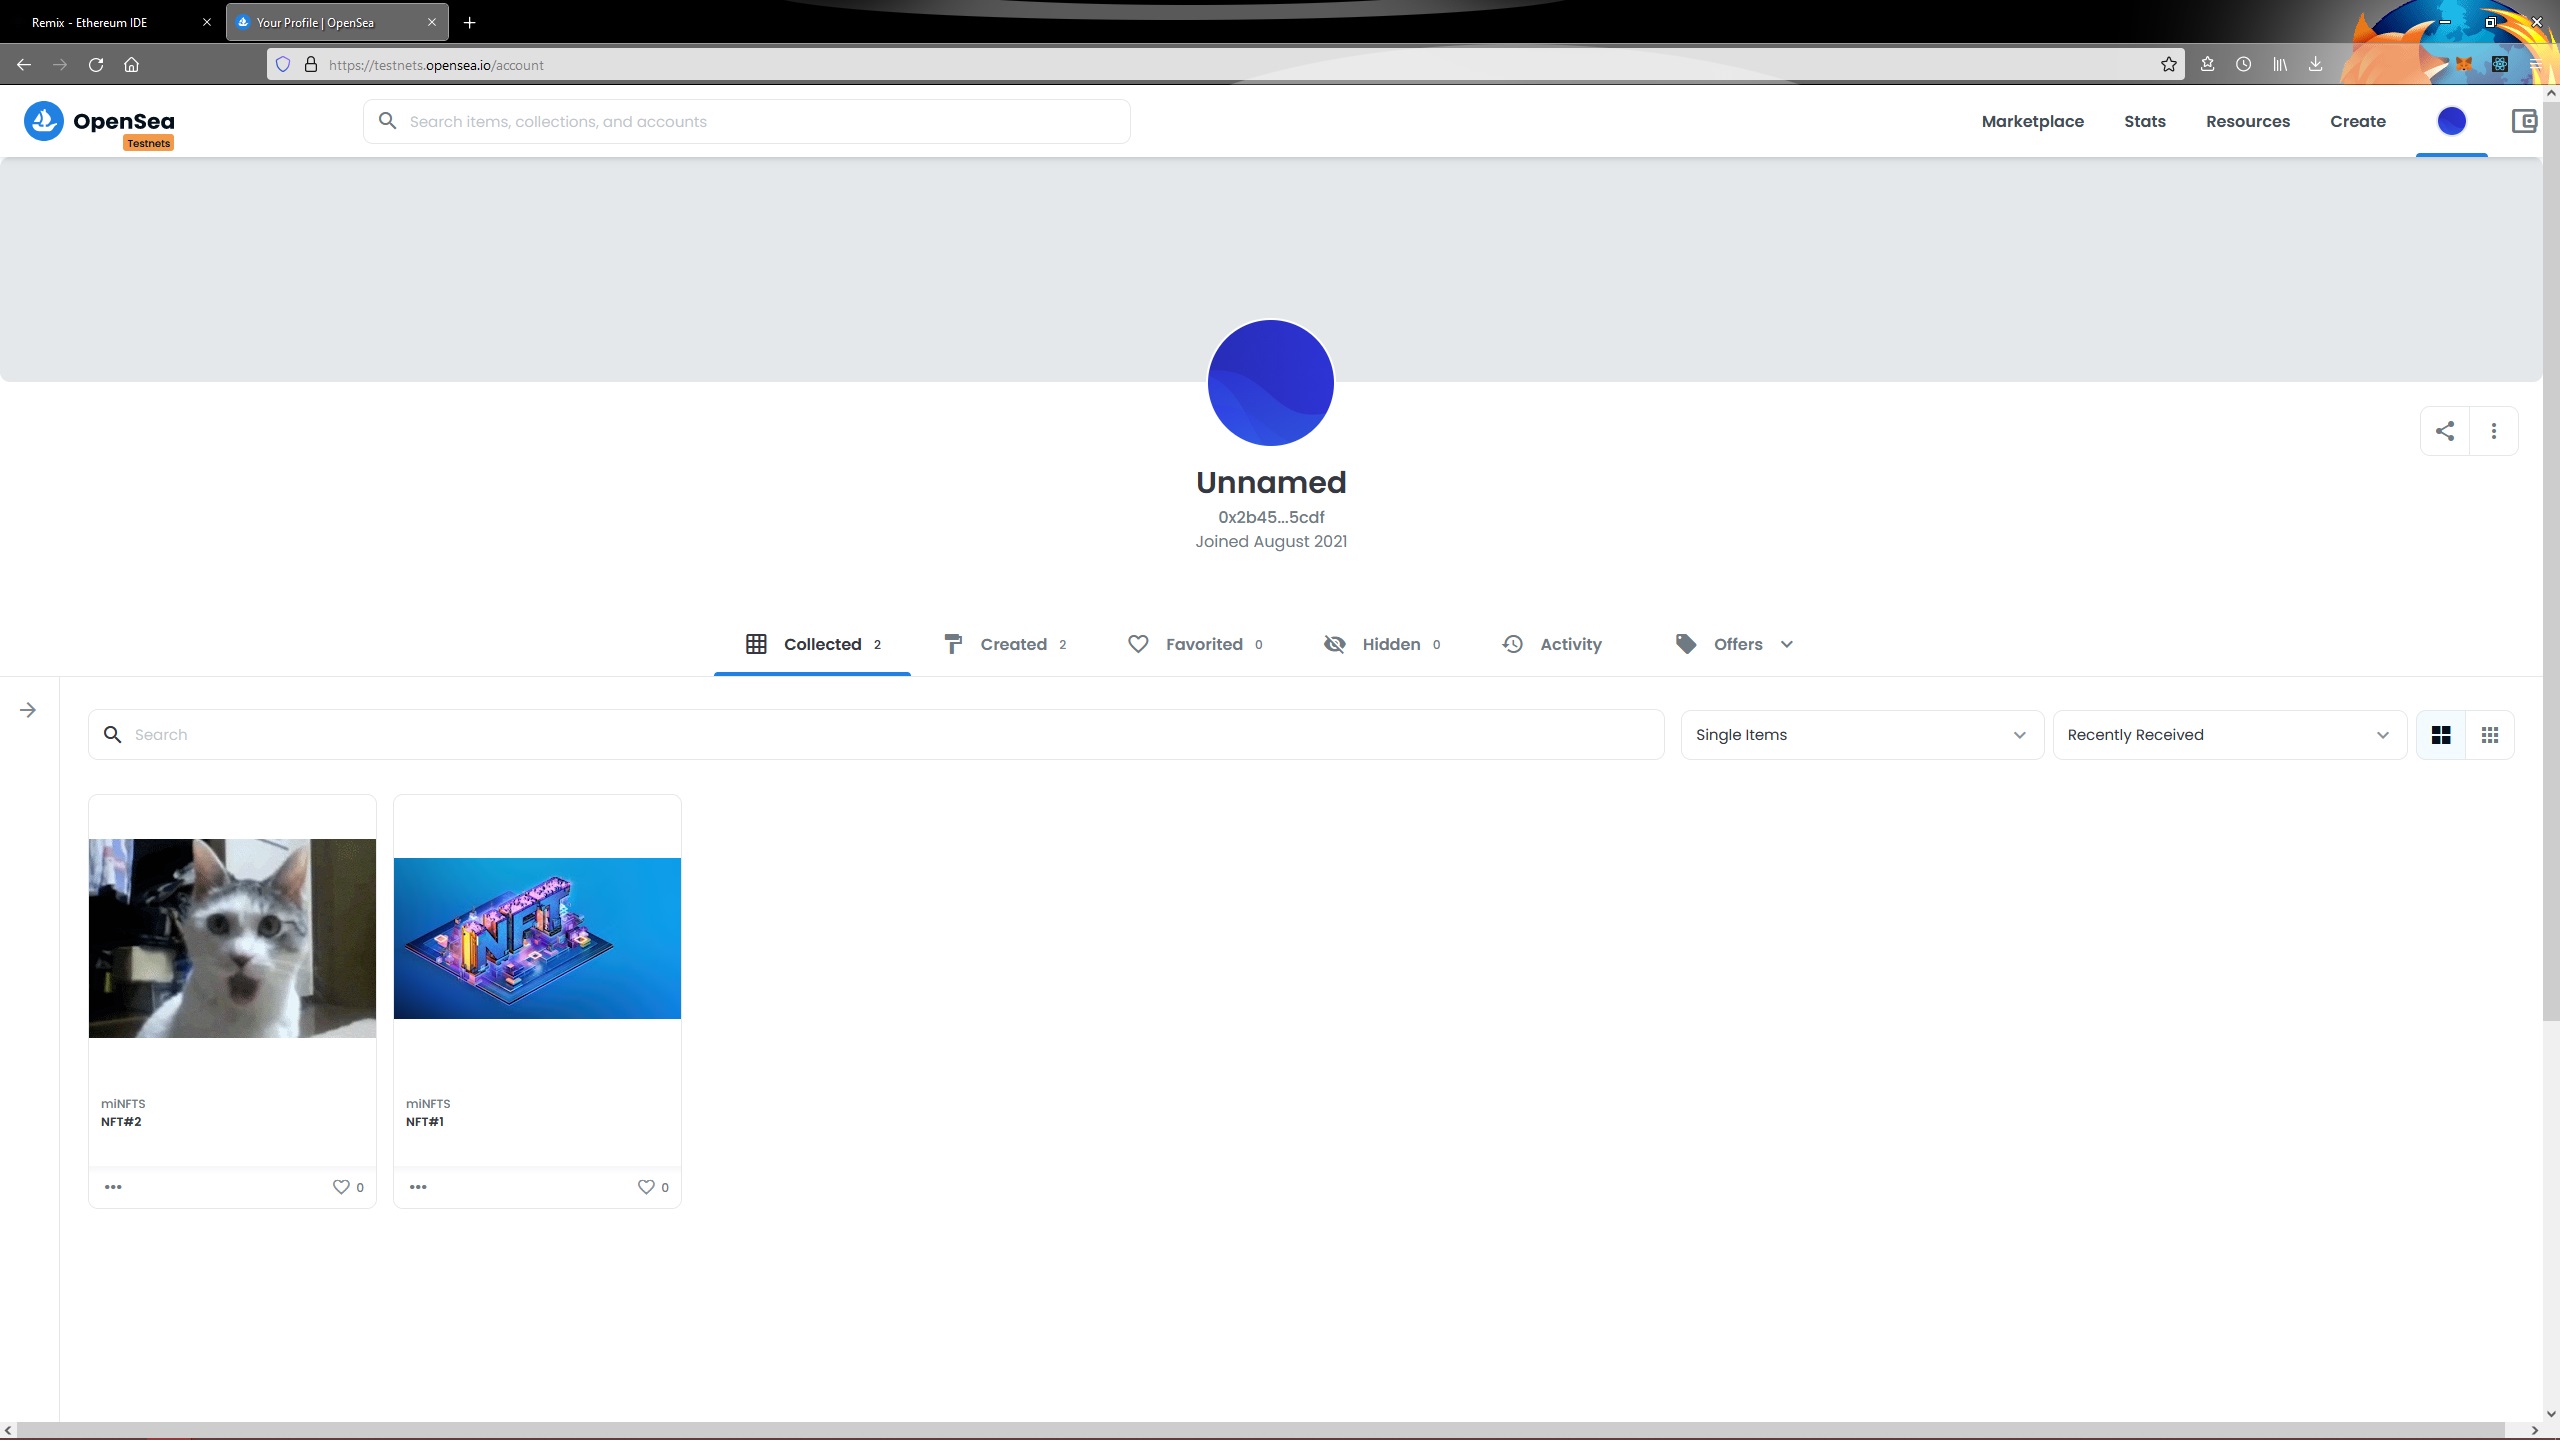 Remix - Ethereum IDE
Your Profile | OpenSea
https://testnets.opensea.io/account
OpenSea
Testnets
Search items, collections, and accounts
Marketplace
Stats
Resources
Create
Unnamed
0x2b45...5cdf
Joined August 2021
Collected 2
Created 2
Favorited 0
Hidden 0
Activity
Offers
Search
Single Items
Recently Received
NFT
miNFTS
NFT#2
0
miNFTS
NFT#1
0